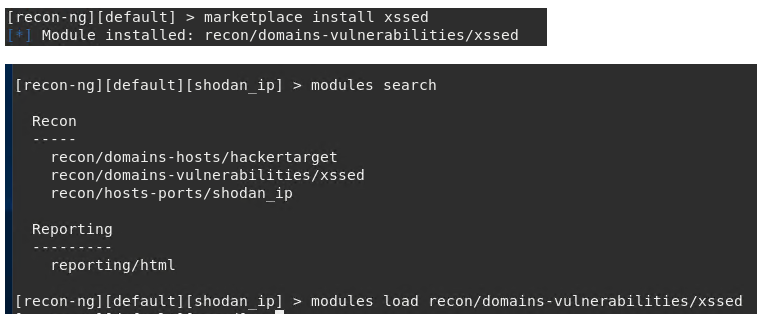 [recon-ng][default] > marketplace install xssed
[*] Module installed: recon/domains-vulnerabilities/xssed
[recon-ng][default][shodan_ip] > modules search
Recon
-----
recon/domains-hosts/hackertarget
recon/domains-vulnerabilities/xssed
recon/hosts-ports/shodan_ip
Reporting
---------
reporting/html
[recon-ng][default][shodan_ip] > modules load recon/domains-vulnerabilities/xssed